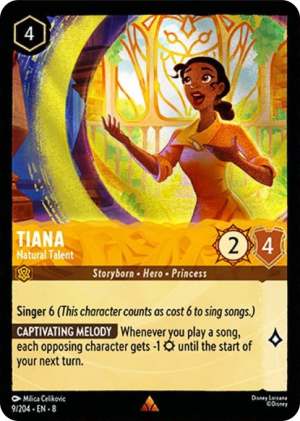 4
TIANA
Natural Talent
2 4
Storyborn • Hero • Princess
Singer 6 (This character counts as cost 6 to sing songs.)
CAPTIVATING MELODY Whenever you play a song,
each opposing character gets -1 until the start of
your next turn.
Milica Celikovic
9/204 • EN • 8
Disney Lorcana
©Disney